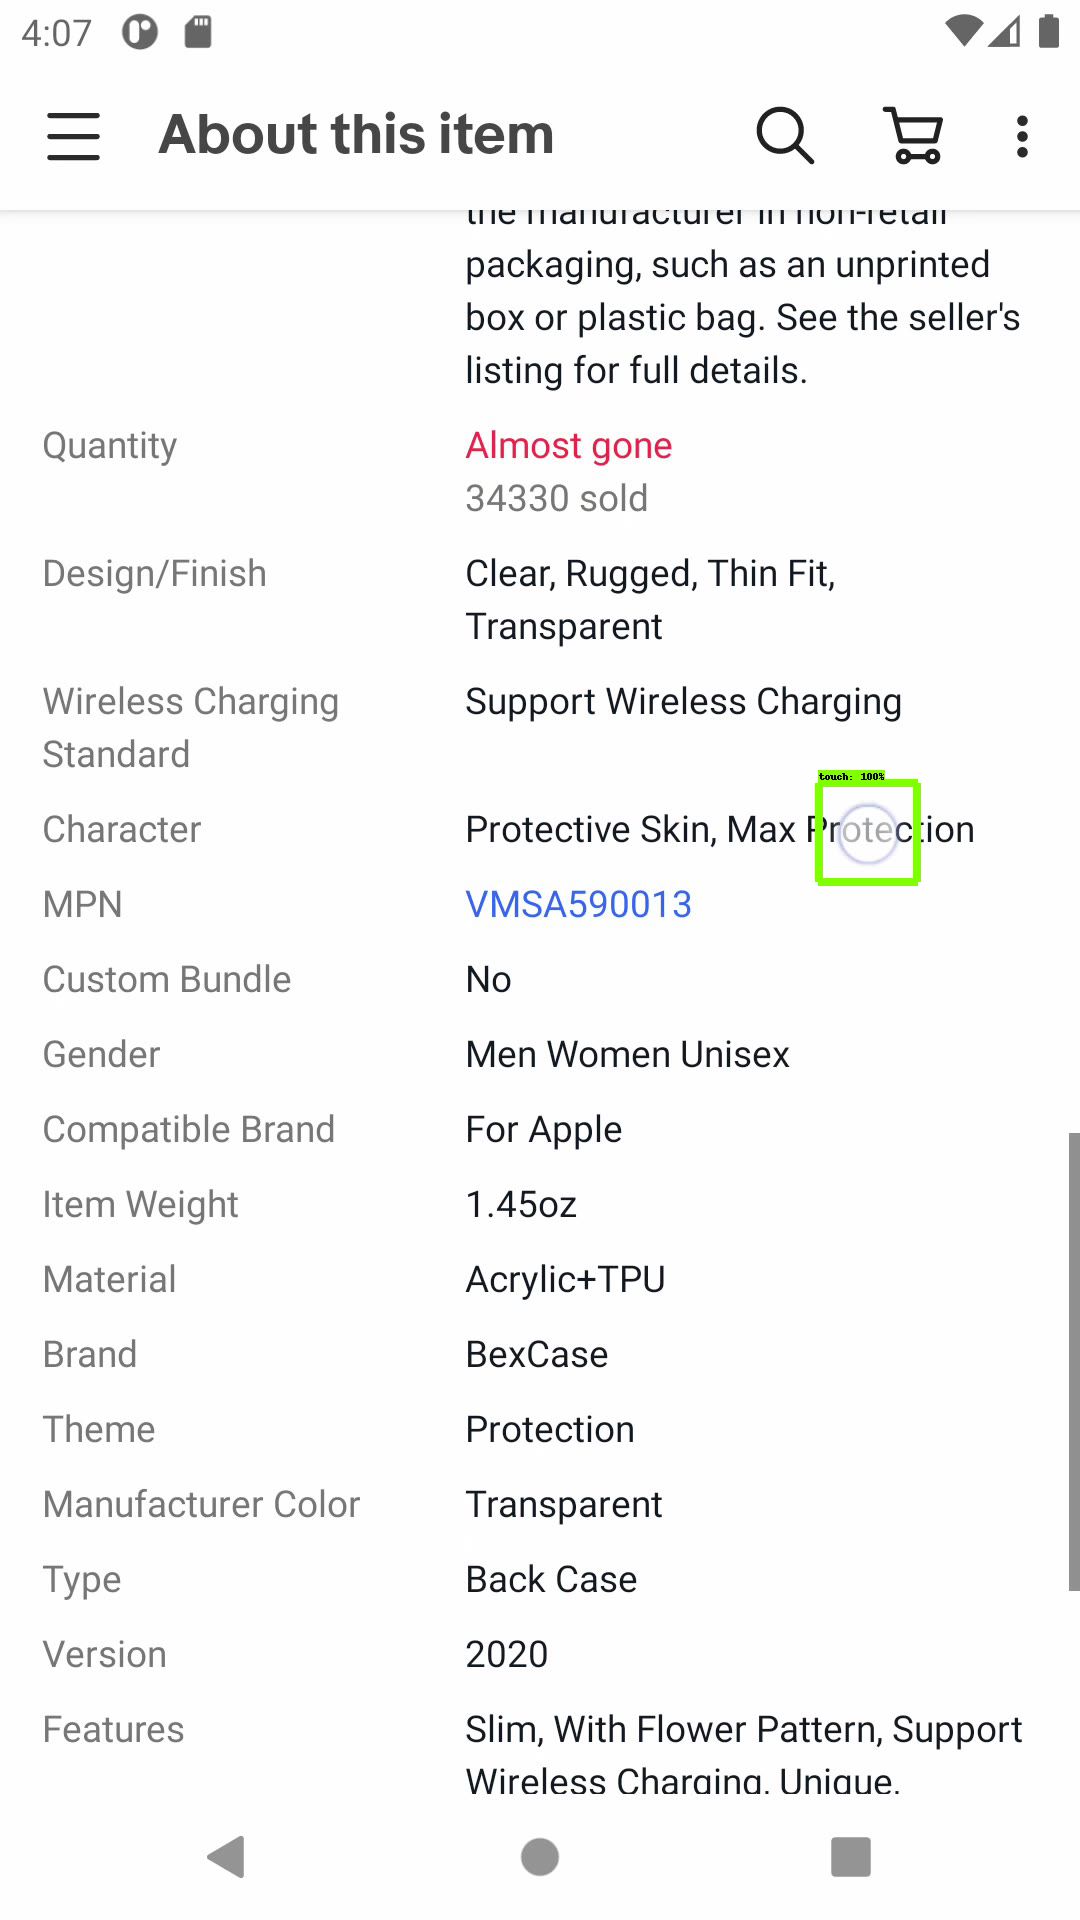 4:07
About this item
the manufacturer in non-retail
packaging, such as an unprinted
box or plastic bag. See the seller's
listing for full details.
Quantity
Almost gone
34330 sold
Design/Finish
Clear, Rugged, Thin Fit,
Transparent
Wireless Charging
Standard
Support Wireless Charging
touch: 100%
Character
Protective Skin, Max Protection
MPN
VMSA590013
Custom Bundle
No
Gender
Men Women Unisex
Compatible Brand
For Apple
Item Weight
1.45oz
Material
Acrylic+TPU
Brand
BexCase
Theme
Protection
Manufacturer Color
Transparent
Type
Back Case
Version
2020
Features
Slim, With Flower Pattern, Support
Wireless Charging, Unique,